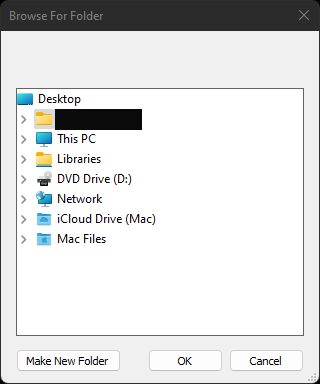 Browse For Folder
Desktop
This PC
Libraries
DVD Drive (D:)
Network
iCloud Drive (Mac)
Mac Files
Make New Folder
OK
Cancel